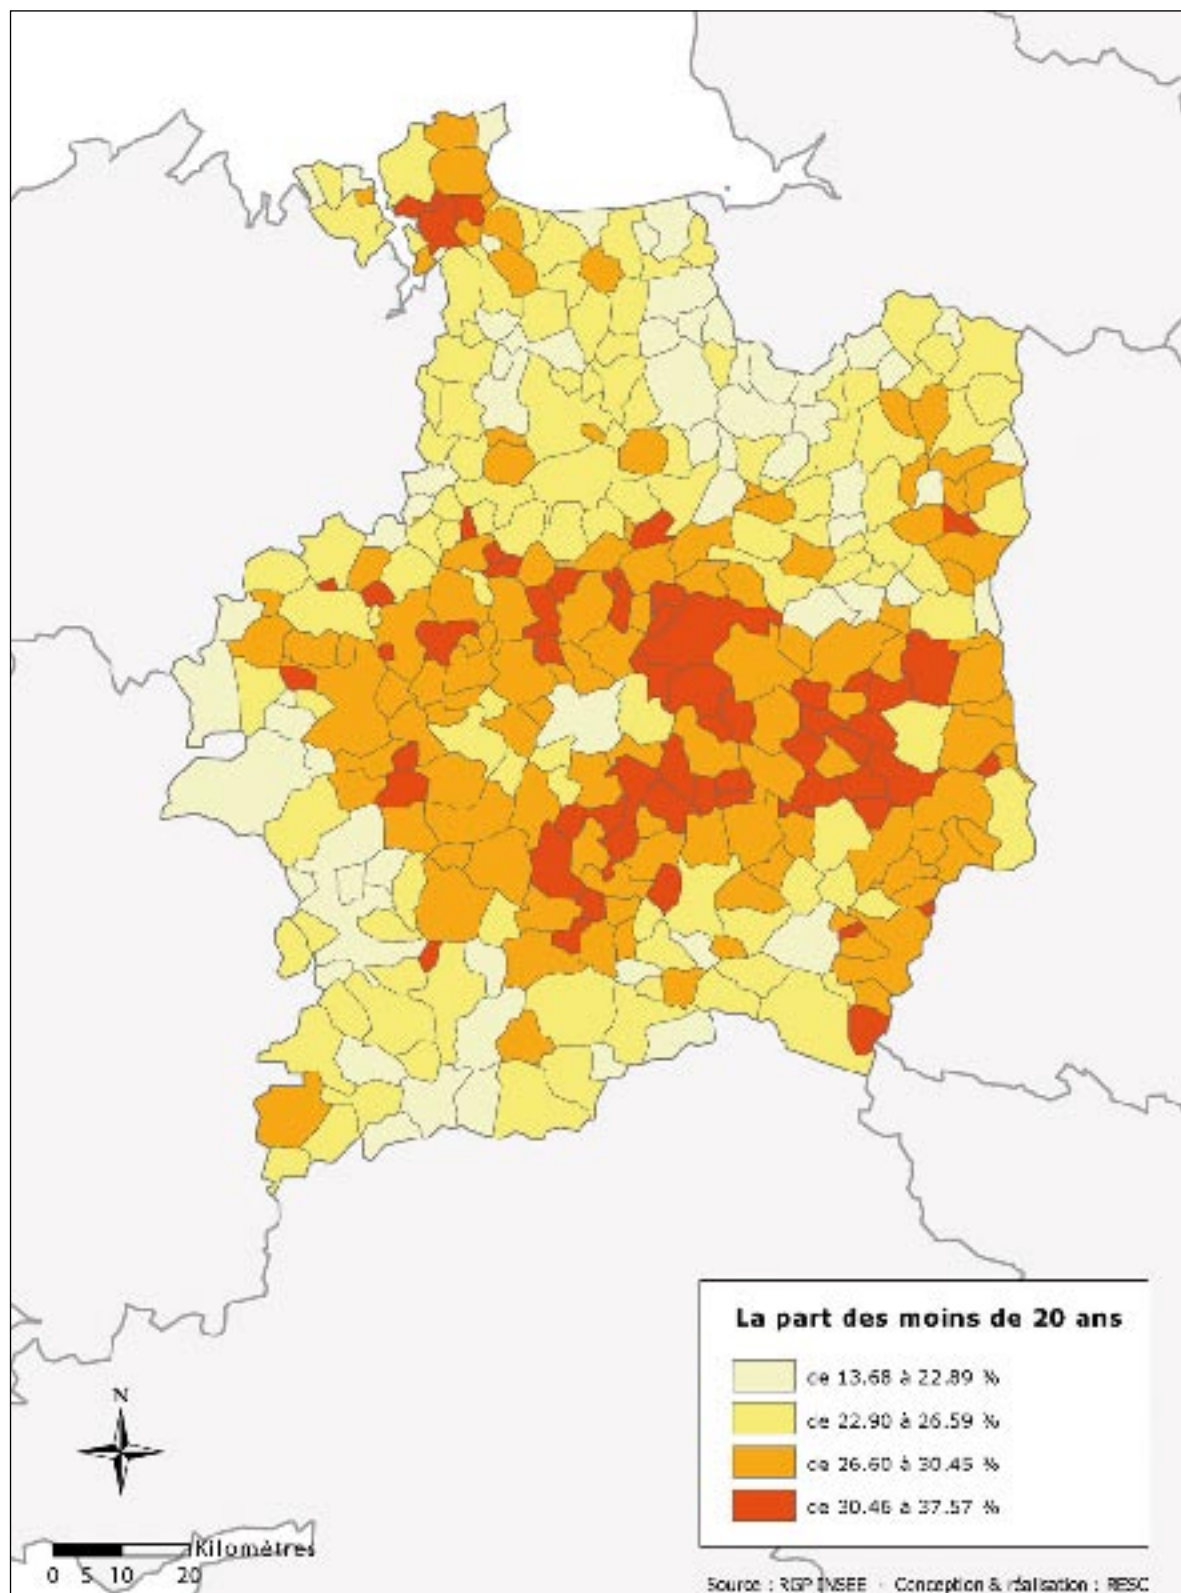 La part des moins de 20 ans
de 13.68 à 22.89 %
de 22.90 à 26.59 %
de 26.60 à 30.45 %
de 30.46 à 37.57 %
N
Kilomètres
0 5 10 20
Source : RGP INSEE - Conception & réalisation : RESO